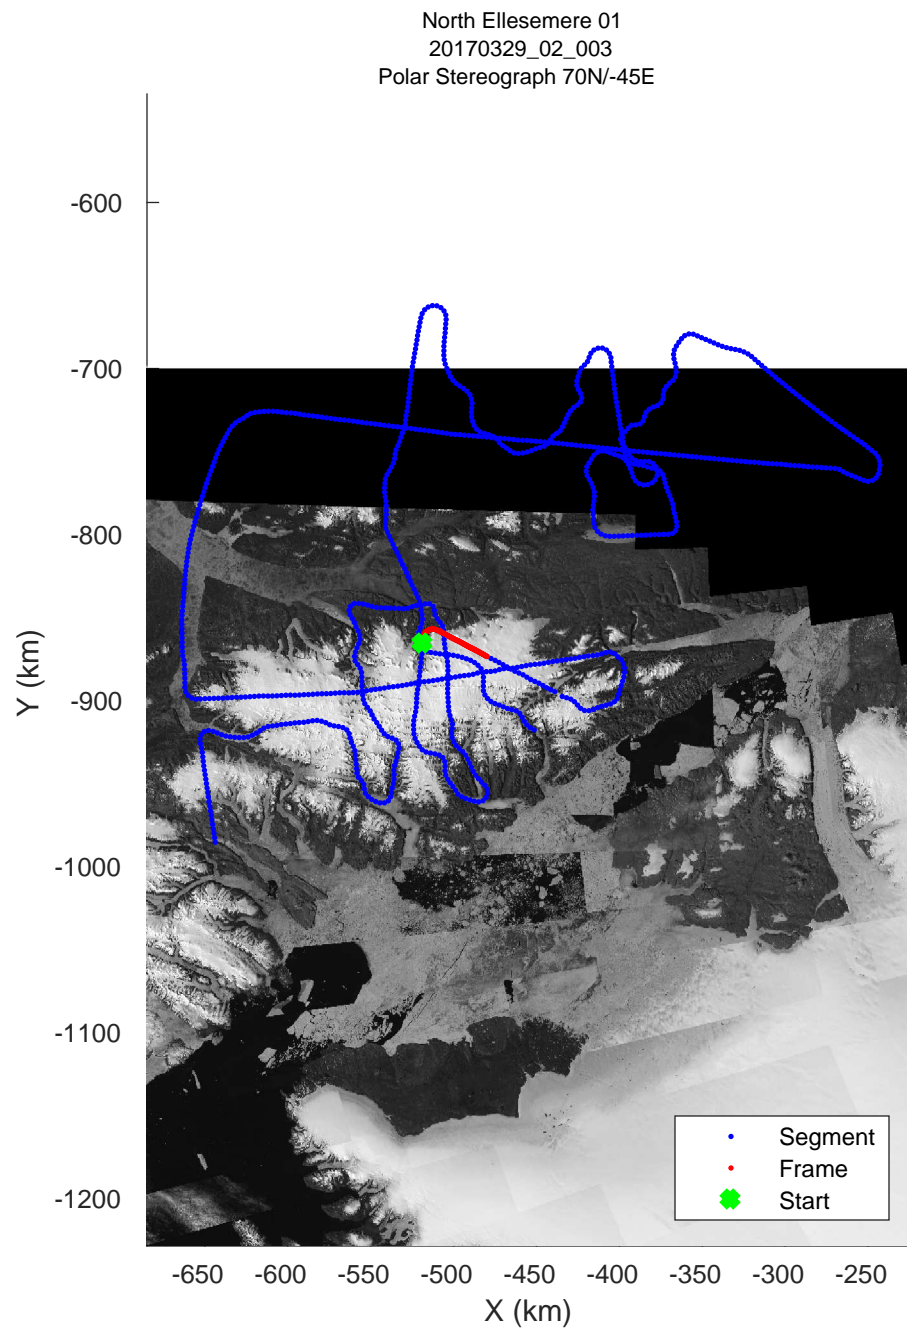 North Ellesemere 01
20170329_02_003
Polar Stereograph 70N/-45E
-600
-700
-800
-900
-1000
-1100
-1200
Y (km)
Segment
Frame
Start
-650 -600 -550 -500 -450 -400 -350 -300 -250
X (km)